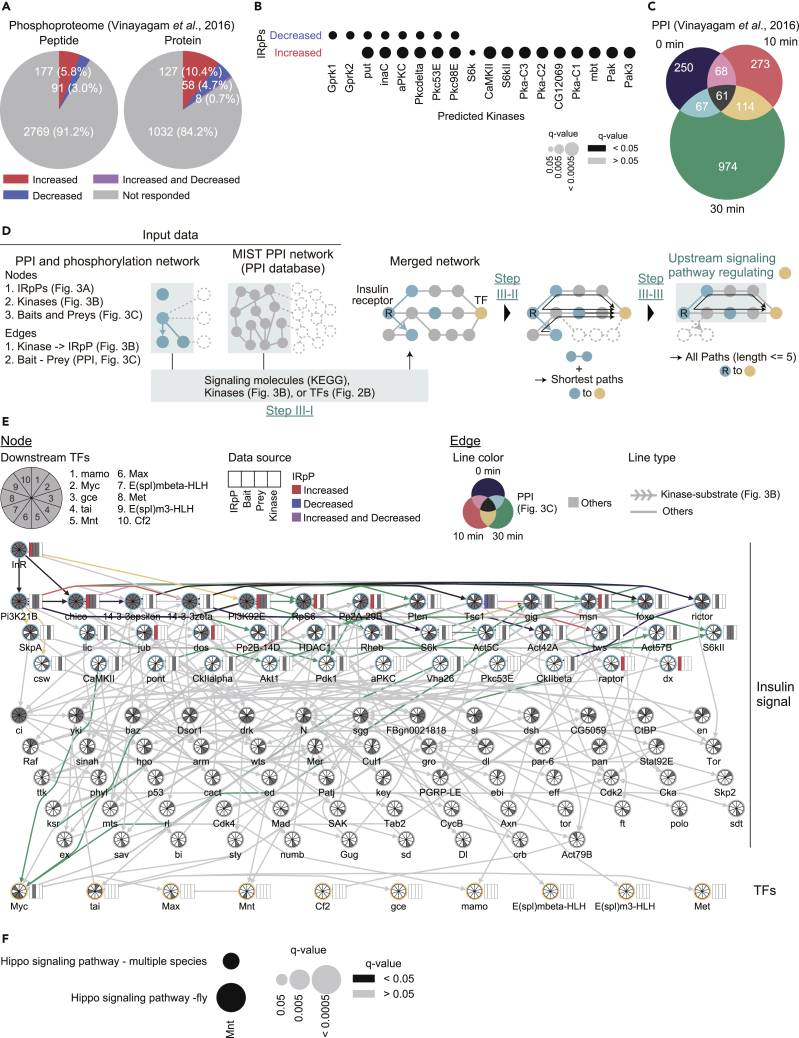 A
Phosphoproteome (Vinayagam et al., 2016)
Peptide
Protein
177 (5.8%)
91 (3.0%)
2769 (91.2%)
127 (10.4%)
58 (4.7%)
8 (0.7%)
1032 (84.2%)
Increased
Increased and Decreased
Decreased
Not responded
B
IRpPs
Decreased
Increased
Gprk1
Gprk2
put
inaC
aPKC
Pkcdelta
Pkc53E
Pkc98E
S6k
CaMKII
S6kII
Pka-C3
Pka-C2
CG12069
Pka-C1
mbt
Pak
Pak3
Predicted Kinases
q-value
0.05
0.005
< 0.0005
q-value
< 0.05
> 0.05
C
PPI (Vinayagam et al., 2016)
0 min
10 min
250
68
273
61
67
114
974
30 min
D
Input data
PPI and phosphorylation network
Nodes
1. IRpPs (Fig. 3A)
2. Kinases (Fig. 3B)
3. Baits and Preys (Fig. 3C)
Edges
1. Kinase -> IRpP (Fig. 3B)
2. Bait - Prey (PPI, Fig. 3C)
MIST PPI network
(PPI database)
Signaling molecules (KEGG),
Kinases (Fig. 3B), or TFs (Fig. 2B)
Step III-I
Merged network
Insulin
receptor
R
TF
Step
III-II
R
+
Shortest paths
to
Step
III-III
Upstream signaling
pathway regulating
R
All Paths (length <= 5)
R to
E
Node
Downstream TFs
10 1
9 2
8 3
7 4
6 5
1. mamo
2. Myc
3. gce
4. tai
5. Mnt
6. Max
7. E(spl)mbeta-HLH
8. Met
9. E(spl)m3-HLH
10. Cf2
Data source
IRpP
Bait
Prey
Kinase
IRpP
Increased
Decreased
Increased and Decreased
Edge
Line color
0 min
10 min
30 min
PPI
(Fig. 3C)
Others
Line type
Kinase-substrate (Fig. 3B)
Others
InR
Pi3K21B chico 14-3-3epsilon 14-3-3zeta Pi3K92E RpS6 Pp2A-29B Pten Tsc1 gig msn foxo rictor
SkpA lic jub dos Pp2B-14D HDAC1 Rheb S6k Act5C Act42A tws Act57B S6kII
csw CaMKII pont CkIIalpha Akt1 Pdk1 aPKC Vha26 Pkc53E CkIIbeta raptor dx
ci yki baz Dsor1 drk N sgg FBgn0021818 sl dsh CG5059 CtBP en
Raf sinah hpo arm wts Mer Cul1 gro dl par-6 pan Stat92E Tor
ttk phyl p53 cact ed Patj key PGRP-LE ebi eff Cdk2 Cka Skp2
ksr mts rl Cdk4 Mad SAK Tab2 CycB Axn tor ft polo sdt
ex sav bi sty numb Gug sd Dl crb Act79B
Insulin
signal
Myc tai Max Mnt Cf2 gce mamo E(spl)mbeta-HLH E(spl)m3-HLH Met
TFs
F
Hippo signaling pathway - multiple species
Hippo signaling pathway -fly
Mnt
q-value
0.05
0.005
< 0.0005
q-value
< 0.05
> 0.05